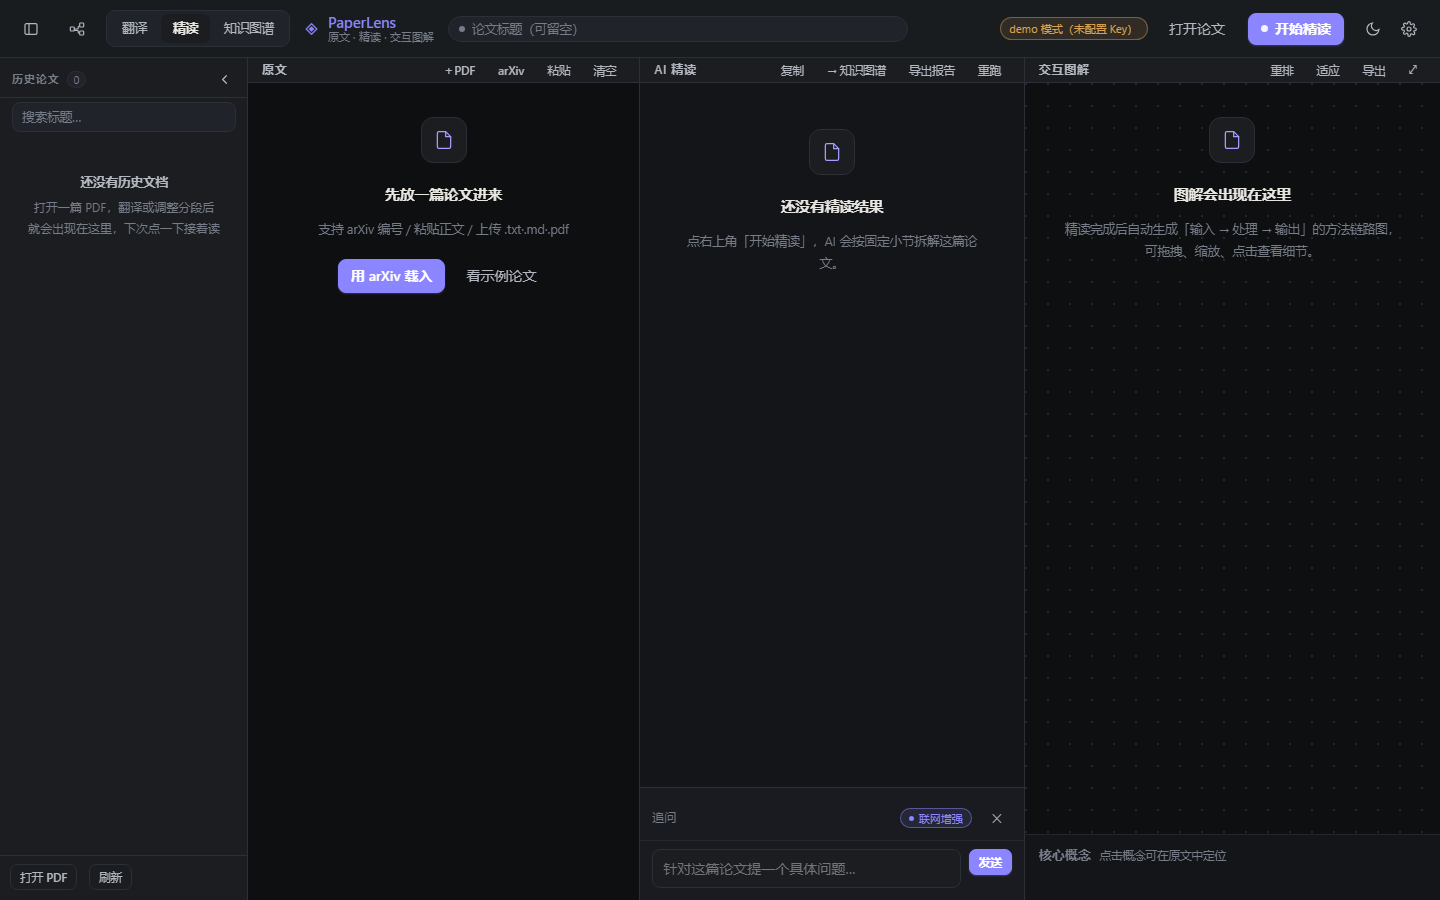 翻译 精读 知识图谱
PaperLens
原文 · 精读 · 交互图解
论文标题（可留空）
demo 模式（未配置 Key）
打开论文
开始精读
历史论文 0
搜索标题...
还没有历史文档
打开一篇 PDF，翻译或调整分段后
就会出现在这里，下次点一下接着读
打开 PDF 刷新
原文 + PDF arXiv 粘贴 清空
先放一篇论文进来
支持 arXiv 编号 / 粘贴正文 / 上传 .txt·.md·.pdf
用 arXiv 载入 看示例论文
AI 精读 复制 → 知识图谱 导出报告 重跑
还没有精读结果
点右上角「开始精读」，AI 会按固定小节拆解这篇论
文。
追问 联网增强
针对这篇论文提一个具体问题...
发送
交互图解 重排 适应 导出
图解会出现在这里
精读完成后自动生成「输入 → 处理 → 输出」的方法链路图，
可拖拽、缩放、点击查看细节。
核心概念 点击概念可在原文中定位